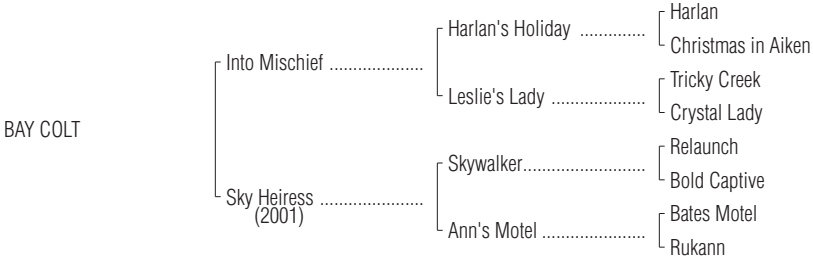 Harlan
Harlan's Holiday ..............
Christmas in Aiken
Into Mischief ....................
Tricky Creek
Leslie's Lady ....................
Crystal Lady
BAY COLT
Relaunch
Skywalker..........................
Bold Captive
Sky Heiress ......................
(2001)
Bates Motel
Ann's Motel ......................
Rukann